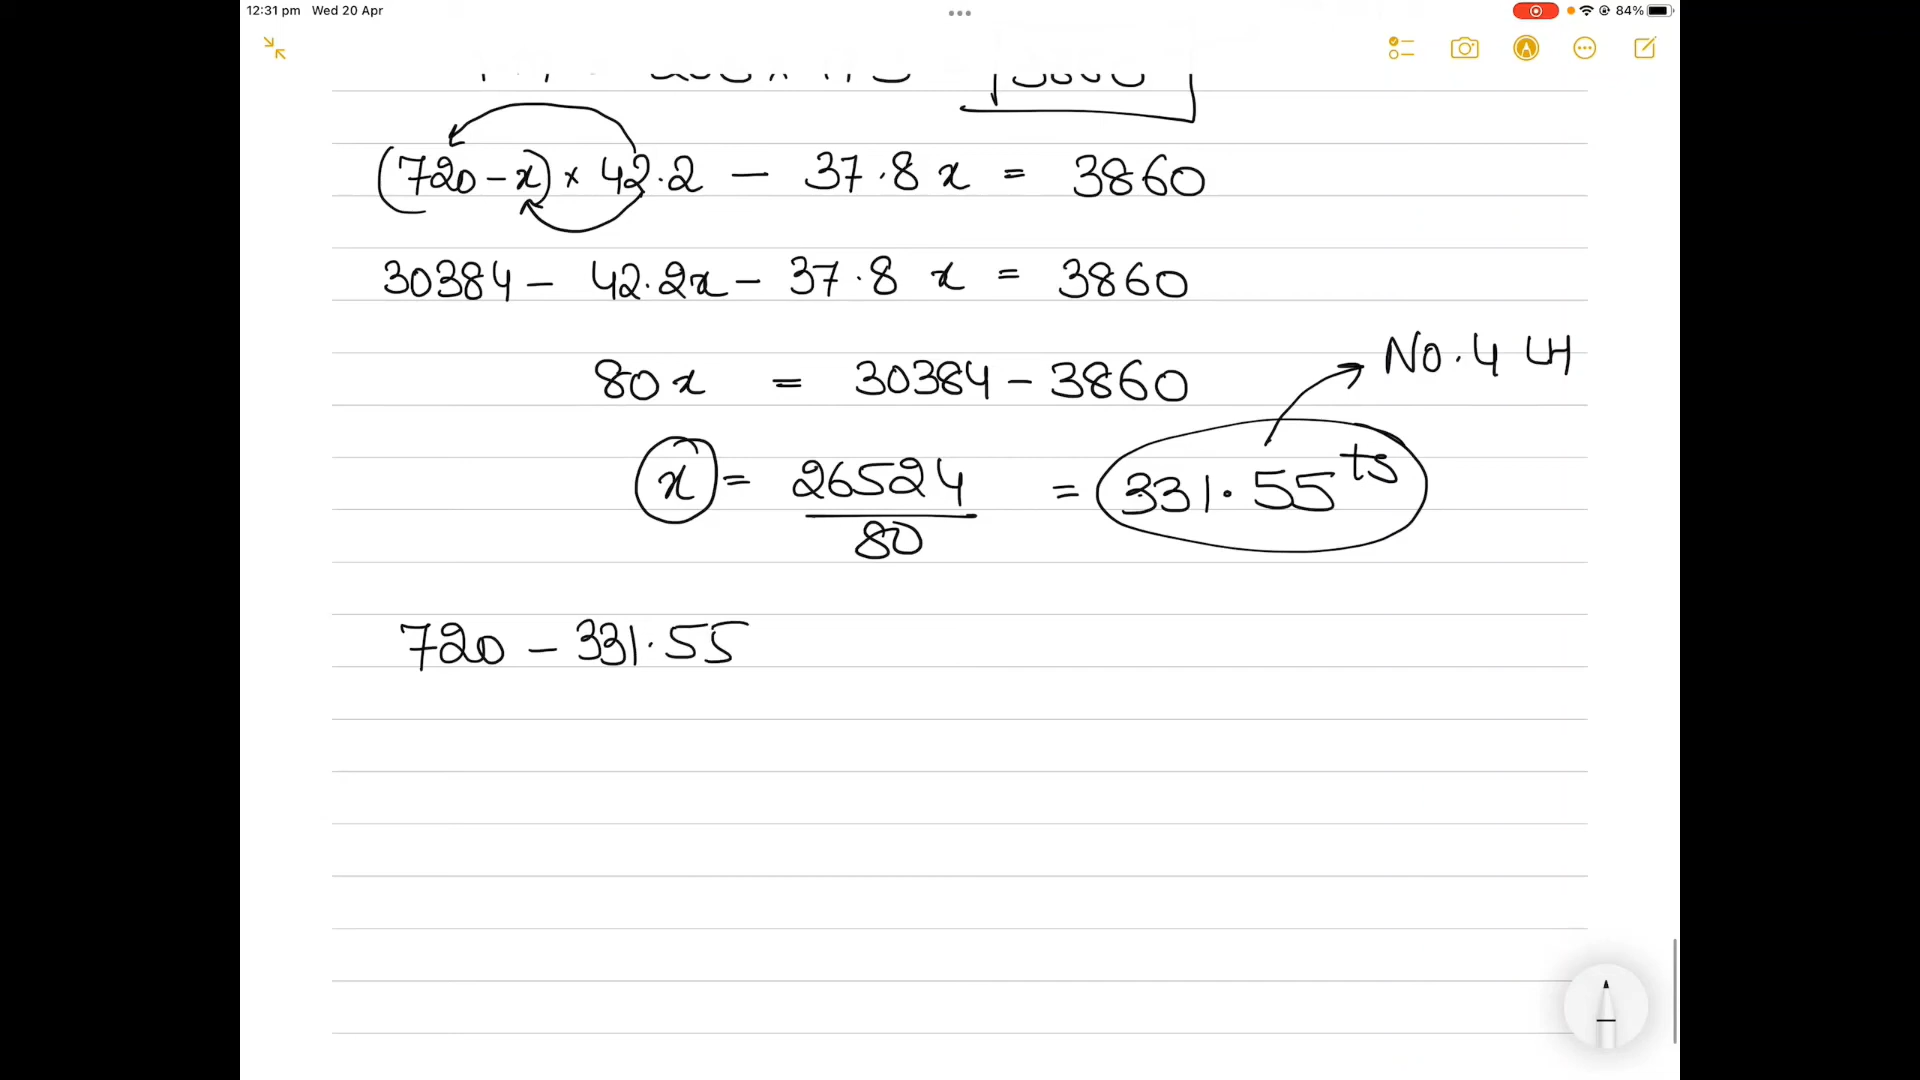 12:31 pm Wed 20 Apr
84%
(720-x) × 42.2 - 37.8 x = 3860
30384 - 42.2x - 37.8 x = 3860
80x = 30384 - 3860
No.4 LH
x = 26524/80 = 331.55 ts
720 - 331.55